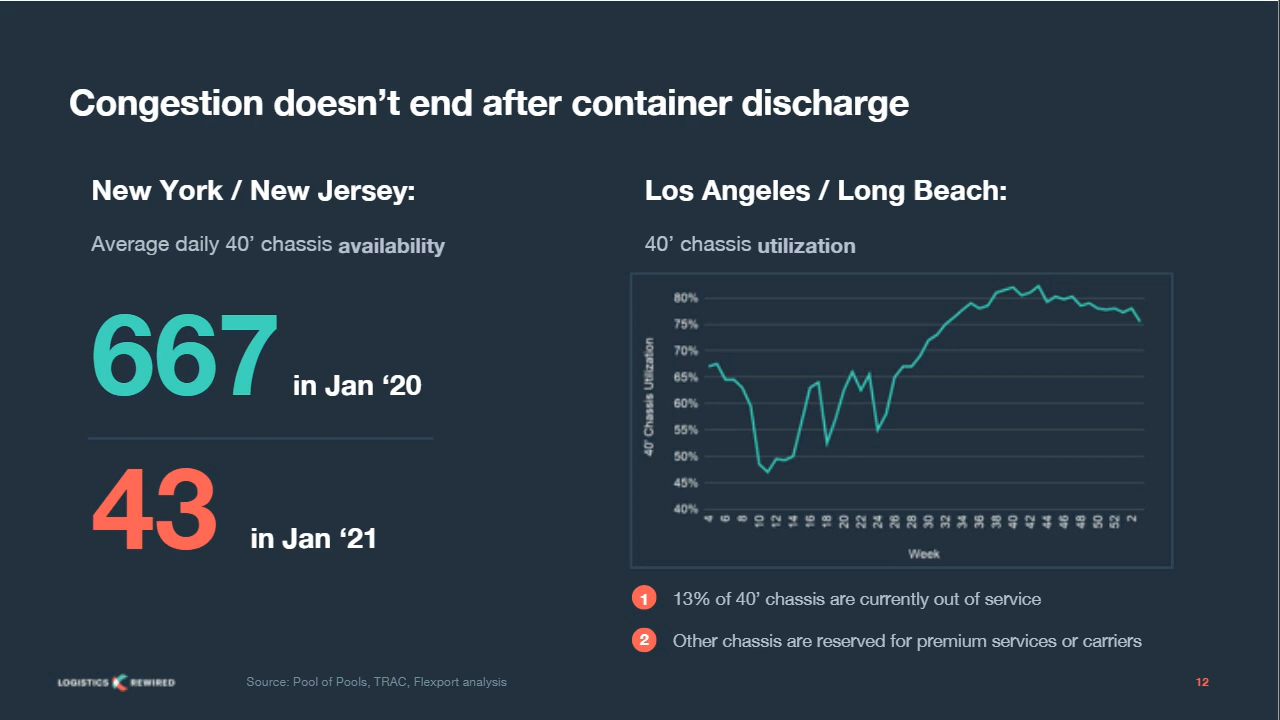 Congestion doesn’t end after container discharge
New York / New Jersey:
Average daily 40’ chassis availability
667 in Jan ‘20
43 in Jan ‘21
Los Angeles / Long Beach:
40’ chassis utilization
80%
75%
70%
65%
60%
55%
50%
45%
40%
40' Chassis Utilization
4 6 8 10 12 14 16 18 20 22 24 26 28 30 32 34 36 38 40 42 44 46 48 50 52 2
Week
1 13% of 40’ chassis are currently out of service
2 Other chassis are reserved for premium services or carriers
LOGISTICS REWIRED
Source: Pool of Pools, TRAC, Flexport analysis
12